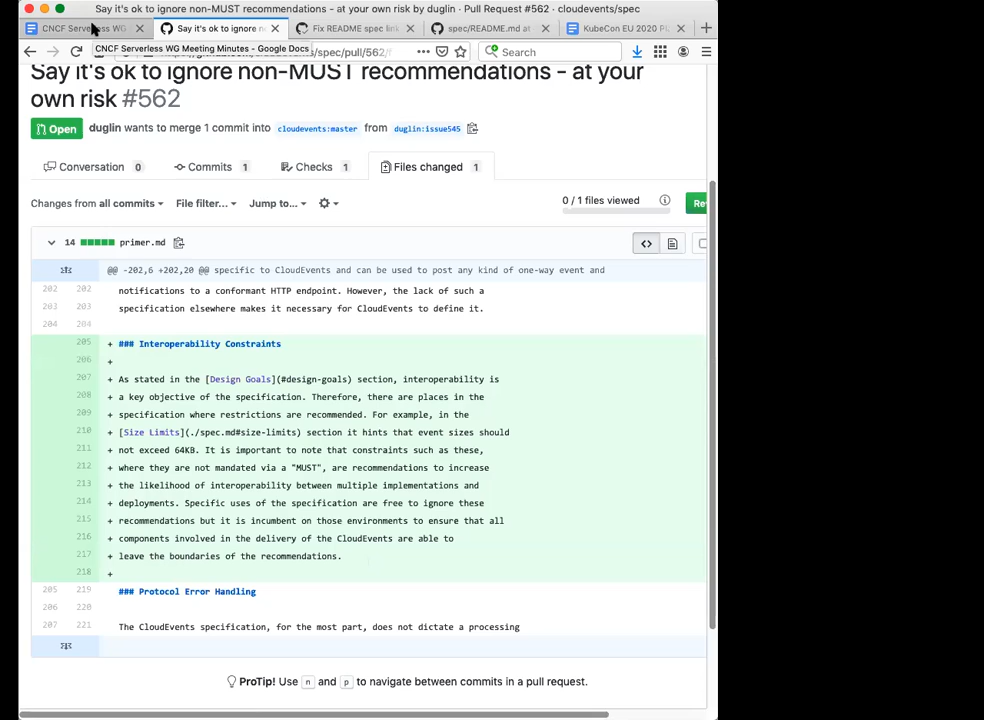 Say it's ok to ignore non-MUST recommendations - at your own risk by duglin · Pull Request #562 · cloudevents/spec
CNCF Serverless WG
Say it's ok to ignore no
Fix README spec link
spec/README.md at
KubeCon EU 2020 PU
CNCF Serverless WG Meeting Minutes - Google Docs
/spec/pull/562/f
Search
Say it's ok to ignore non-MUST recommendations - at your
own risk #562
Open duglin wants to merge 1 commit into cloudevents:master from duglin:issue545
Conversation 0 Commits 1 Checks 1 Files changed 1
Changes from all commits File filter... Jump to... 0 / 1 files viewed Re
14 primer.md
@@ -202,6 +202,20 @@ specific to CloudEvents and can be used to post any kind of one-way event and
202 202 notifications to a conformant HTTP endpoint. However, the lack of such a
203 203 specification elsewhere makes it necessary for CloudEvents to define it.
204 204
205 + ### Interoperability Constraints
206 +
207 + As stated in the [Design Goals](#design-goals) section, interoperability is
208 + a key objective of the specification. Therefore, there are places in the
209 + specification where restrictions are recommended. For example, in the
210 + [Size Limits](./spec.md#size-limits) section it hints that event sizes should
211 + not exceed 64KB. It is important to note that constraints such as these,
212 + where they are not mandated via a "MUST", are recommendations to increase
213 + the likelihood of interoperability between multiple implementations and
214 + deployments. Specific uses of the specification are free to ignore these
215 + recommendations but it is incumbent on those environments to ensure that all
216 + components involved in the delivery of the CloudEvents are able to
217 + leave the boundaries of the recommendations.
218 +
205 219 ### Protocol Error Handling
206 220
207 221 The CloudEvents specification, for the most part, does not dictate a processing
ProTip! Use n and p to navigate between commits in a pull request.